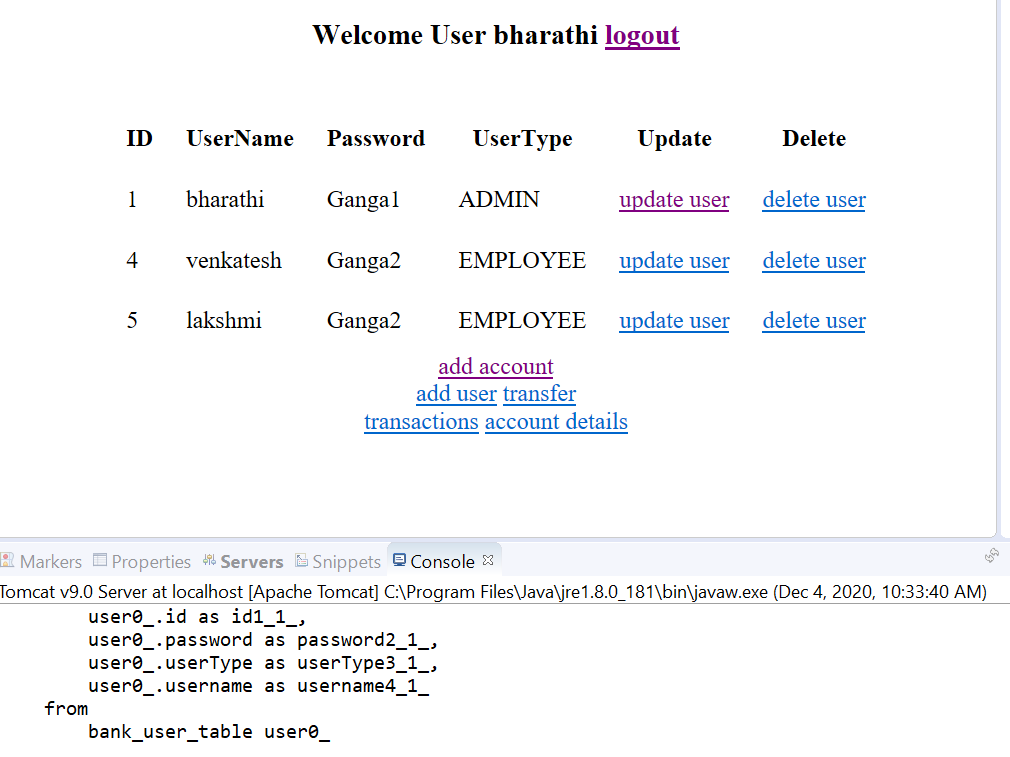 Welcome User bharathi logout
ID UserName Password UserType Update Delete
1 bharathi Ganga1 ADMIN update user delete user
4 venkatesh Ganga2 EMPLOYEE update user delete user
5 lakshmi Ganga2 EMPLOYEE update user delete user
add account
add user transfer
transactions account details
Markers Properties Servers Snippets Console
Tomcat v9.0 Server at localhost [Apache Tomcat] C:\Program Files\Java\jre1.8.0_181\bin\javaw.exe (Dec 4, 2020, 10:33:40 AM)
user0_.id as id1_1_,
user0_.password as password2_1_,
user0_.userType as userType3_1_,
user0_.username as username4_1_
from
bank_user_table user0_